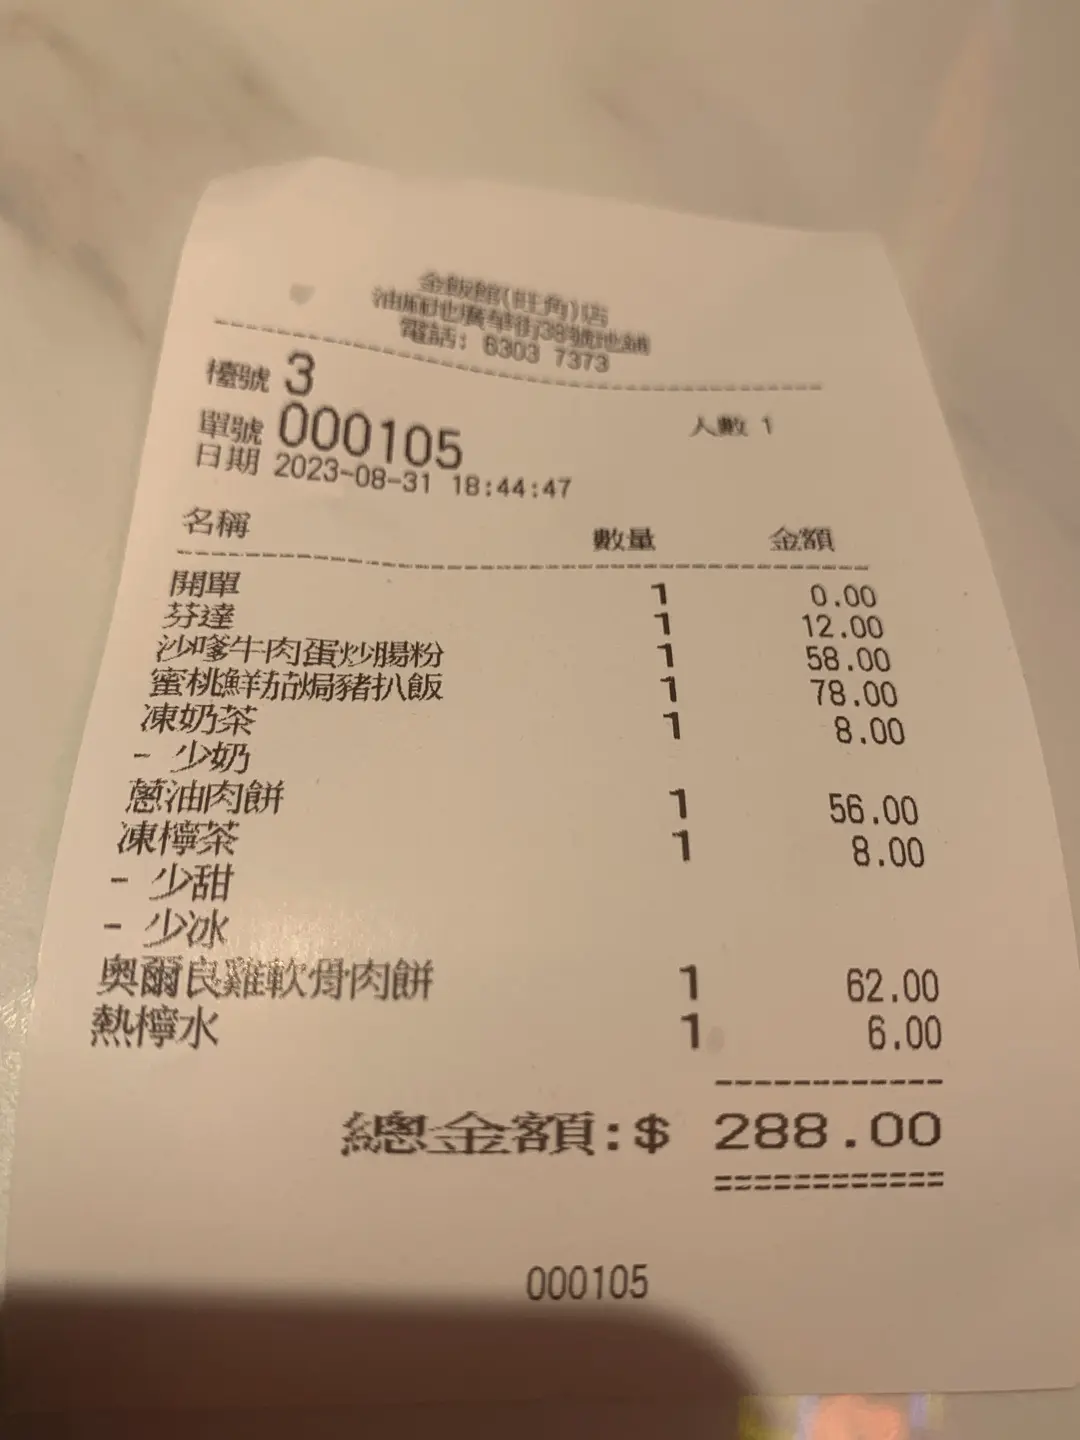 金飯館(旺角)店
油麻地廣華街38號地舖
電話: 6303 7373
檯號 3
單號 000105 人數 1
日期 2023-08-31 18:44:47
名稱 數量 金額
開單 1 0.00
芬達 1 12.00
沙嗲牛肉蛋炒腸粉 1 58.00
蜜桃鮮茄焗豬扒飯 1 78.00
凍奶茶 1 8.00
- 少奶
蔥油肉餅 1 56.00
凍檸茶 1 8.00
- 少甜
- 少冰
奧爾良雞軟骨肉餅 1 62.00
熱檸水 1 6.00
總金額:$ 288.00
000105